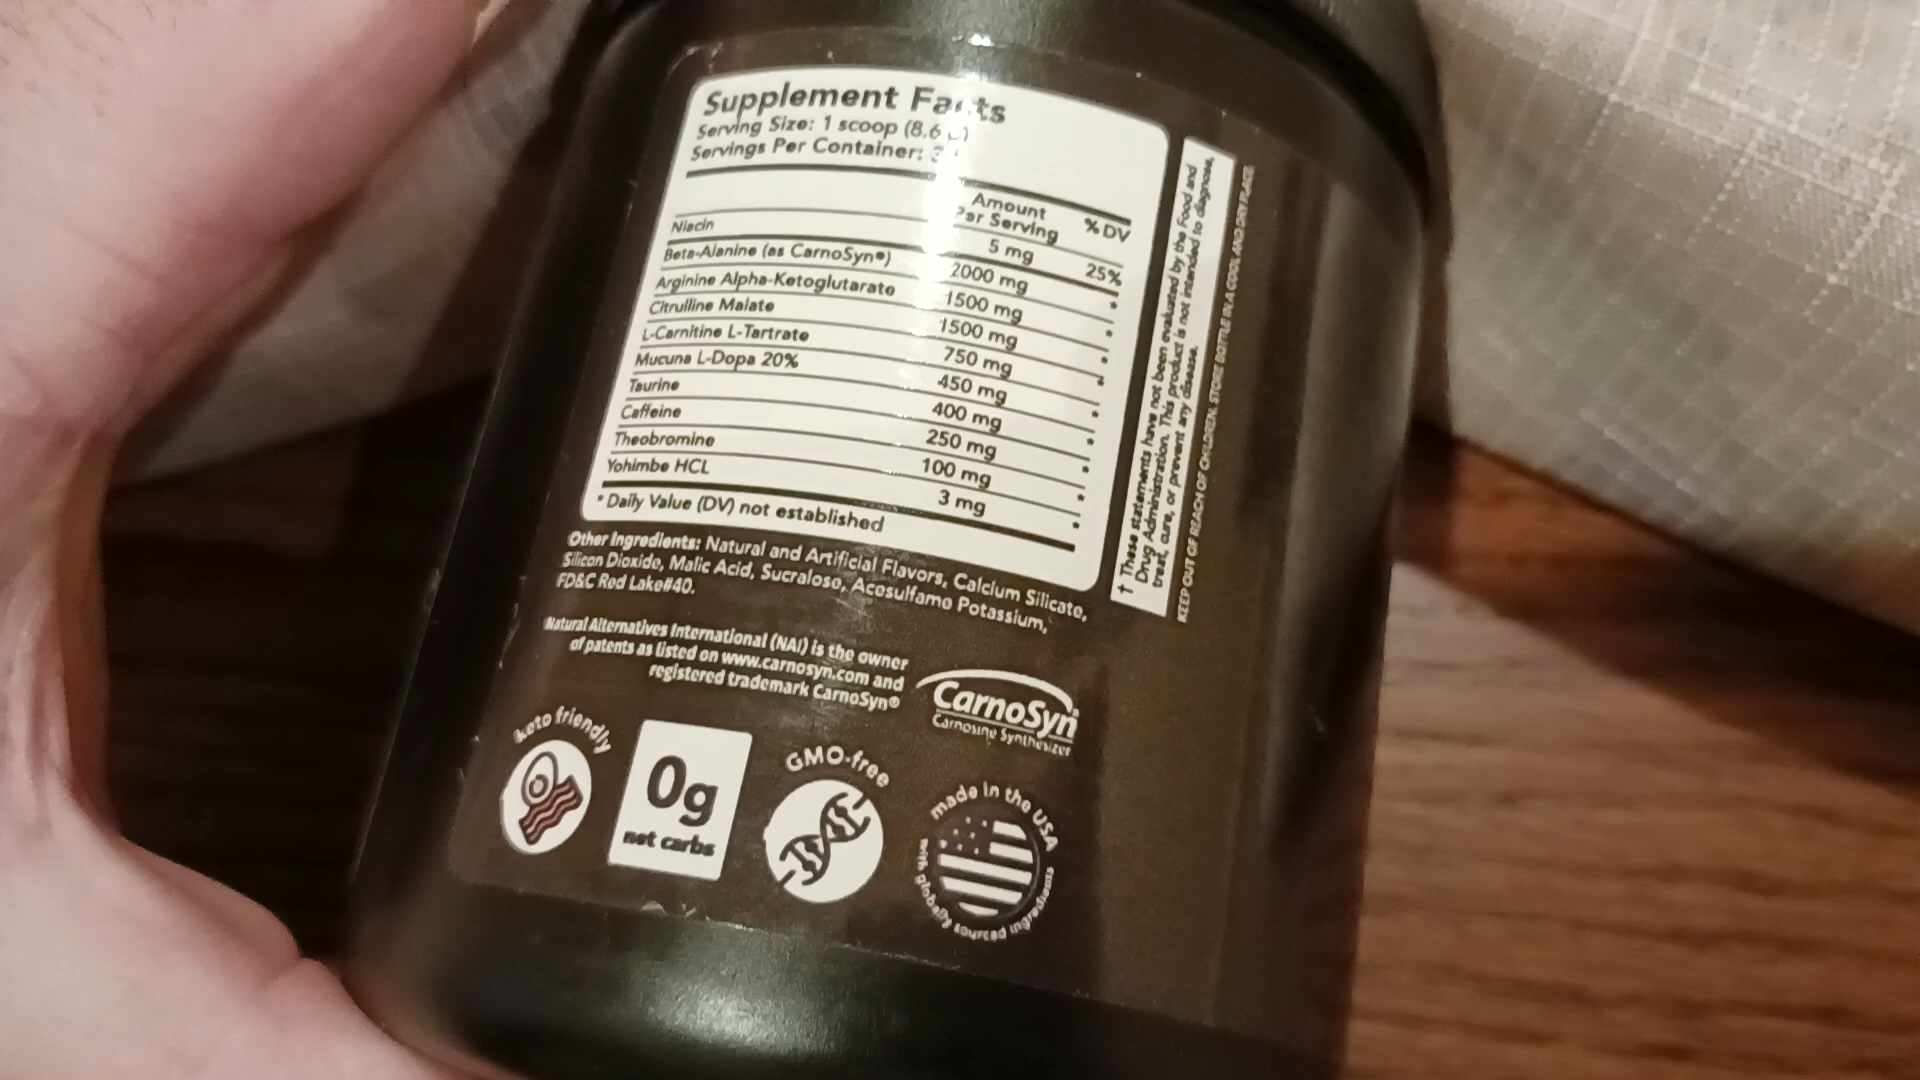 Supplement Facts
Serving Size: 1 scoop (8.6 g)
Servings Per Container:
Amount Per Serving %DV
Niacin 5 mg 25%
Beta-Alanine (as CarnoSyn®) 2000 mg *
Arginine Alpha-Ketoglutarate 1500 mg *
Citrulline Malate 1500 mg *
L-Carnitine L-Tartrate 750 mg *
Mucuna L-Dopa 20% 450 mg *
Taurine 400 mg *
Caffeine 250 mg *
Theobromine 100 mg *
Yohimbe HCL 3 mg *
* Daily Value (DV) not established
Other Ingredients: Natural and Artificial Flavors, Calcium Silicate,
Silicon Dioxide, Malic Acid, Sucralose, Acesulfame Potassium,
FD&C Red Lake#40.
Natural Alternatives International (NAI) is the owner
of patents as listed on www.carnosyn.com and
registered trademark CarnoSyn®
CarnoSyn®
Carnosine Synthesizer
keto friendly
0g
net carbs
GMO-free
made in the USA
with globally sourced ingredients
† These statements have not been evaluated by the Food and
Drug Administration. This product is not intended to diagnose,
treat, cure, or prevent any disease.
KEEP OUT OF REACH OF CHILDREN. STORE BOTTLE IN A COOL AND DRY PLACE